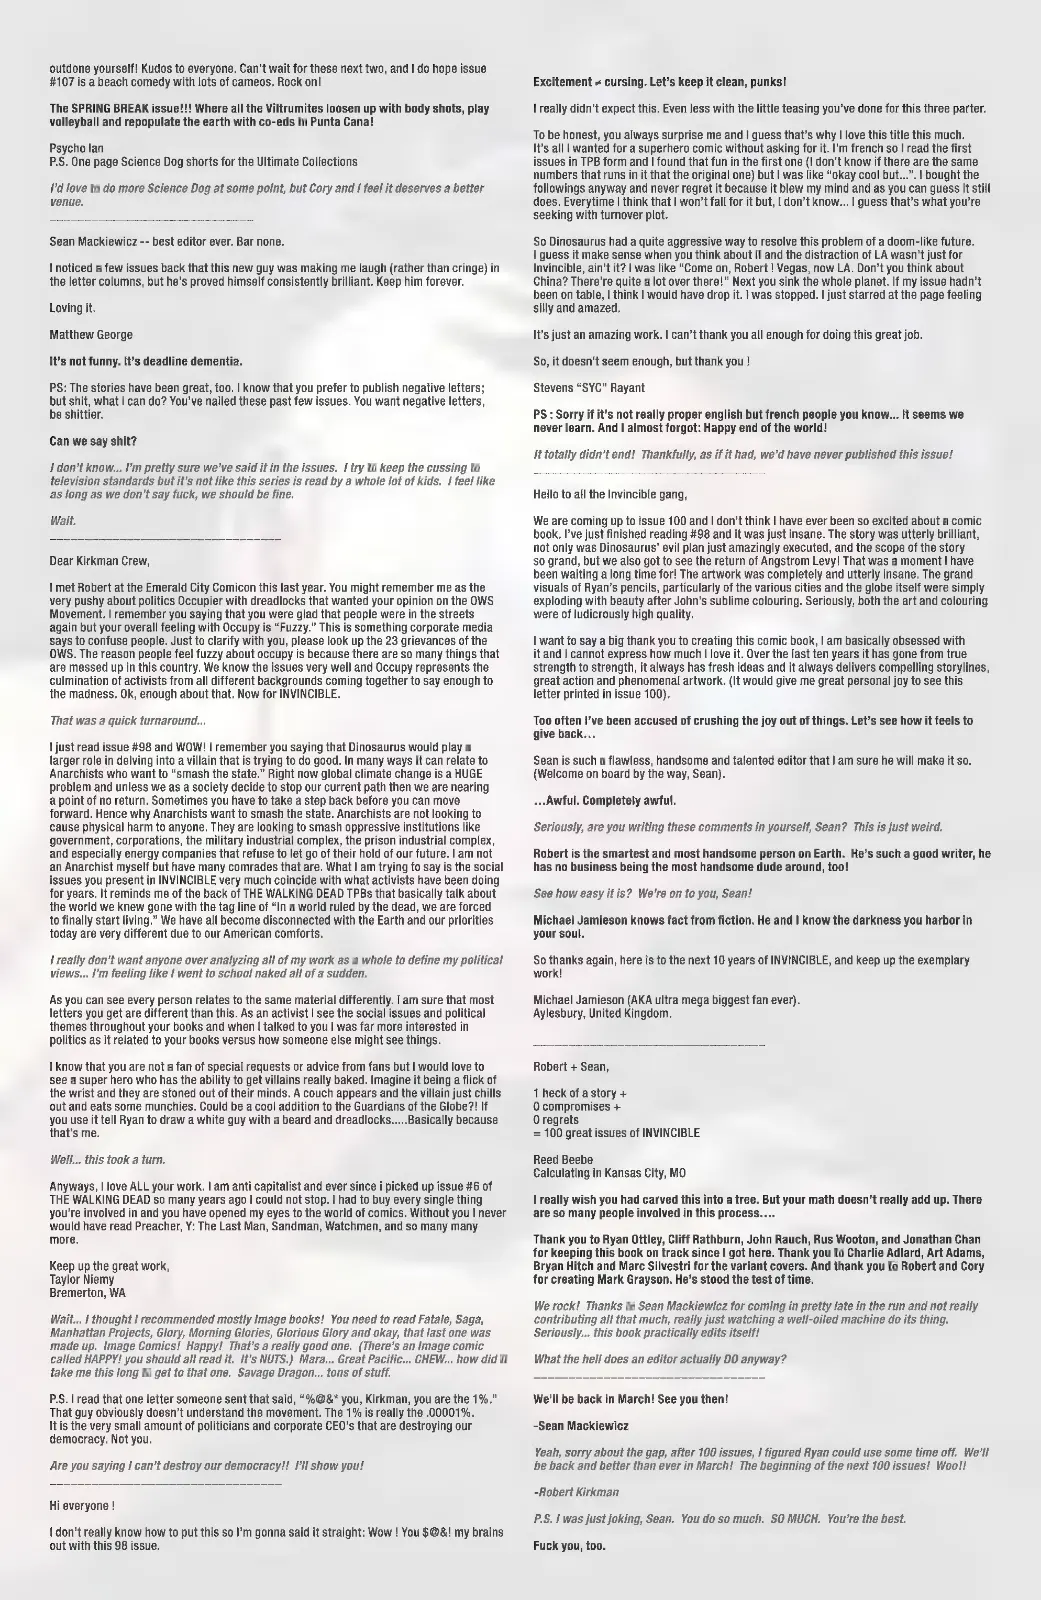 outdone yourself! Kudos to everyone. Can't wait for these next two, and I do hope issue
#107 is a beach comedy with lots of cameos. Rock on!
The SPRING BREAK issue!!! Where all the Viltrumites loosen up with body shots, play
volleyball and repopulate the earth with co-eds in Punta Cana!
Psycho Ian
P.S. One page Science Dog shorts for the Ultimate Collections
I'd love to do more Science Dog at some point, but Cory and I feel it deserves a better
venue.
Sean Mackiewicz -- best editor ever. Bar none.
I noticed a few issues back that this new guy was making me laugh (rather than cringe) in
the letter columns, but he's proved himself consistently brilliant. Keep him forever.
Loving it.
Matthew George
It's not funny. It's deadline dementia.
PS: The stories have been great, too. I know that you prefer to publish negative letters;
but shit, what I can do? You've nailed these past few issues. You want negative letters,
be shittier.
Can we say shit?
I don't know... I'm pretty sure we've said it in the issues. I try to keep the cussing to
television standards but it's not like this series is read by a whole lot of kids. I feel like
as long as we don't say fuck, we should be fine.
Wait.
Dear Kirkman Crew,
I met Robert at the Emerald City Comicon this last year. You might remember me as the
very pushy about politics Occupier with dreadlocks that wanted your opinion on the OWS
Movement. I remember you saying that you were glad that people were in the streets
again but your overall feeling with Occupy is "Fuzzy." This is something corporate media
says to confuse people. Just to clarify with you, please look up the 23 grievances of the
OWS. The reason people feel fuzzy about occupy is because there are so many things that
are messed up in this country. We know the issues very well and Occupy represents the
culmination of activists from all different backgrounds coming together to say enough to
the madness. Ok, enough about that. Now for INVINCIBLE.
That was a quick turnaround...
I just read issue #98 and WOW! I remember you saying that Dinosaurus would play a
larger role in delving into a villain that is trying to do good. In many ways it can relate to
Anarchists who want to "smash the state." Right now global climate change is a HUGE
problem and unless we as a society decide to stop our current path then we are nearing
a point of no return. Sometimes you have to take a step back before you can move
forward. Hence why Anarchists want to smash the state. Anarchists are not looking to
cause physical harm to anyone. They are looking to smash oppressive institutions like
government, corporations, the military industrial complex, the prison industrial complex,
and especially energy companies that refuse to let go of their hold of our future. I am not
an Anarchist myself but have many comrades that are. What I am trying to say is the social
issues you present in INVINCIBLE very much coincide with what activists have been doing
for years. It reminds me of the back of THE WALKING DEAD TPBs that basically talk about
the world we knew gone with the tag line of "In a world ruled by the dead, we are forced
to finally start living." We have all become disconnected with the Earth and our priorities
today are very different due to our American comforts.
I really don't want anyone over analyzing all of my work as a whole to define my political
views... I'm feeling like I went to school naked all of a sudden.
As you can see every person relates to the same material differently. I am sure that most
letters you get are different than this. As an activist I see the social issues and political
themes throughout your books and when I talked to you I was far more interested in
politics as it related to your books versus how someone else might see things.
I know that you are not a fan of special requests or advice from fans but I would love to
see a super hero who has the ability to get villains really baked. Imagine it being a flick of
the wrist and they are stoned out of their minds. A couch appears and the villain just chills
out and eats some munchies. Could be a cool addition to the Guardians of the Globe?! If
you use it tell Ryan to draw a white guy with a beard and dreadlocks.....Basically because
that's me.
Well... this took a turn.
Anyways, I love ALL your work. I am anti capitalist and ever since i picked up issue #6 of
THE WALKING DEAD so many years ago I could not stop. I had to buy every single thing
you're involved in and you have opened my eyes to the world of comics. Without you I never
would have read Preacher, Y: The Last Man, Sandman, Watchmen, and so many many
more.
Keep up the great work,
Taylor Niemy
Bremerton, WA
Wait... I thought I recommended mostly Image books! You need to read Fatale, Saga,
Manhattan Projects, Glory, Morning Glories, Glorious Glory and okay, that last one was
made up. Image Comics! Happy! That's a really good one. (There's an Image comic
called HAPPY! you should all read it. It's NUTS.) Mara... Great Pacific... CHEW... how did it
take me this long to get to that one. Savage Dragon... tons of stuff.
P.S. I read that one letter someone sent that said, "%@&* you, Kirkman, you are the 1%."
That guy obviously doesn't understand the movement. The 1% is really the .00001%.
It is the very small amount of politicians and corporate CEO's that are destroying our
democracy. Not you.
Are you saying I can't destroy our democracy!! I'll show you!
Hi everyone !
I don't really know how to put this so I'm gonna said it straight: Wow ! You $@&! my brains
out with this 98 issue.
Excitement ≠ cursing. Let's keep it clean, punks!
I really didn't expect this. Even less with the little teasing you've done for this three parter.
To be honest, you always surprise me and I guess that's why I love this title this much.
It's all I wanted for a superhero comic without asking for it. I'm french so I read the first
issues in TPB form and I found that fun in the first one (I don't know if there are the same
numbers that runs in it that the original one) but I was like "okay cool but...". I bought the
followings anyway and never regret it because it blew my mind and as you can guess it still
does. Everytime I think that I won't fall for it but, I don't know... I guess that's what you're
seeking with turnover plot.
So Dinosaurus had a quite aggressive way to resolve this problem of a doom-like future.
I guess it make sense when you think about it and the distraction of LA wasn't just for
Invincible, ain't it? I was like "Come on, Robert ! Vegas, now LA. Don't you think about
China? There're quite a lot over there!" Next you sink the whole planet. If my issue hadn't
been on table, I think I would have drop it. I was stopped. I just starred at the page feeling
silly and amazed.
It's just an amazing work. I can't thank you all enough for doing this great job.
So, it doesn't seem enough, but thank you !
Stevens "SYC" Rayant
PS : Sorry if it's not really proper english but french people you know... It seems we
never learn. And I almost forgot: Happy end of the world!
It totally didn't end! Thankfully, as if it had, we'd have never published this issue!
Hello to all the Invincible gang,
We are coming up to issue 100 and I don't think I have ever been so excited about a comic
book. I've just finished reading #98 and it was just insane. The story was utterly brilliant,
not only was Dinosaurus' evil plan just amazingly executed, and the scope of the story
so grand, but we also got to see the return of Angstrom Levy! That was a moment I have
been waiting a long time for! The artwork was completely and utterly insane. The grand
visuals of Ryan's pencils, particularly of the various cities and the globe itself were simply
exploding with beauty after John's sublime colouring. Seriously, both the art and colouring
were of ludicrously high quality.
I want to say a big thank you to creating this comic book, I am basically obsessed with
it and I cannot express how much I love it. Over the last ten years it has gone from true
strength to strength, it always has fresh ideas and it always delivers compelling storylines,
great action and phenomenal artwork. (It would give me great personal joy to see this
letter printed in issue 100).
Too often I've been accused of crushing the joy out of things. Let's see how it feels to
give back...
Sean is such a flawless, handsome and talented editor that I am sure he will make it so.
(Welcome on board by the way, Sean).
...Awful. Completely awful.
Seriously, are you writing these comments in yourself, Sean? This is just weird.
Robert is the smartest and most handsome person on Earth. He's such a good writer, he
has no business being the most handsome dude around, too!
See how easy it is? We're on to you, Sean!
Michael Jamieson knows fact from fiction. He and I know the darkness you harbor in
your soul.
So thanks again, here is to the next 10 years of INVINCIBLE, and keep up the exemplary
work!
Michael Jamieson (AKA ultra mega biggest fan ever).
Aylesbury, United Kingdom.
Robert + Sean,
1 heck of a story +
0 compromises +
0 regrets
= 100 great issues of INVINCIBLE
Reed Beebe
Calculating in Kansas City, MO
I really wish you had carved this into a tree. But your math doesn't really add up. There
are so many people involved in this process....
Thank you to Ryan Ottley, Cliff Rathburn, John Rauch, Rus Wooton, and Jonathan Chan
for keeping this book on track since I got here. Thank you to Charlie Adlard, Art Adams,
Bryan Hitch and Marc Silvestri for the variant covers. And thank you to Robert and Cory
for creating Mark Grayson. He's stood the test of time.
We rock! Thanks to Sean Mackiewicz for coming in pretty late in the run and not really
contributing all that much, really just watching a well-oiled machine do its thing.
Seriously... this book practically edits itself!
What the hell does an editor actually DO anyway?
We'll be back in March! See you then!
-Sean Mackiewicz
Yeah, sorry about the gap, after 100 issues, I figured Ryan could use some time off. We'll
be back and better than ever in March! The beginning of the next 100 issues! Woo!!
-Robert Kirkman
P.S. I was just joking, Sean. You do so much. SO MUCH. You're the best.
Fuck you, too.